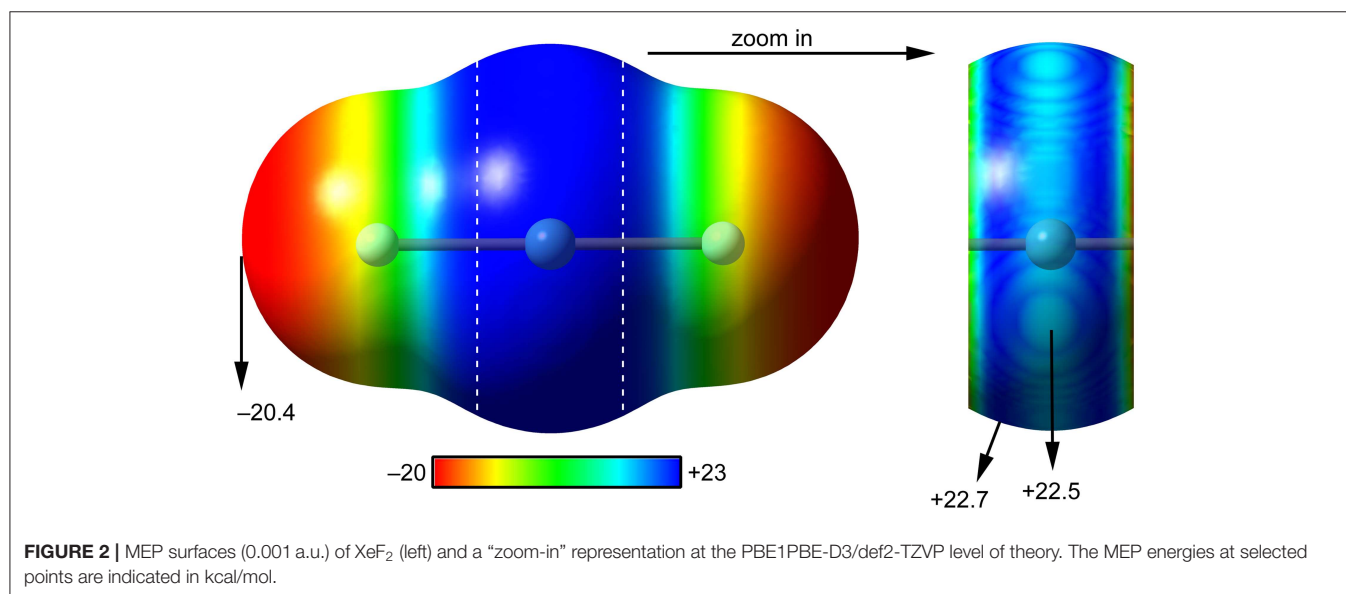 zoom in
–20.4
–20
+23
+22.7
+22.5
FIGURE 2 | MEP surfaces (0.001 a.u.) of XeF₂ (left) and a “zoom-in” representation at the PBE1PBE-D3/def2-TZVP level of theory. The MEP energies at selected
points are indicated in kcal/mol.